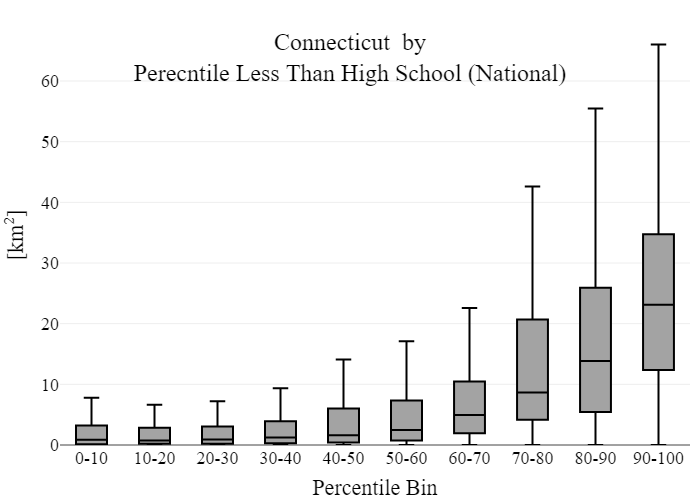 Connecticut by
Perecntile Less Than High School (National)
60
50
40
30
20
10
0
[km²]
0-10 10-20 20-30 30-40 40-50 50-60 60-70 70-80 80-90 90-100
Percentile Bin